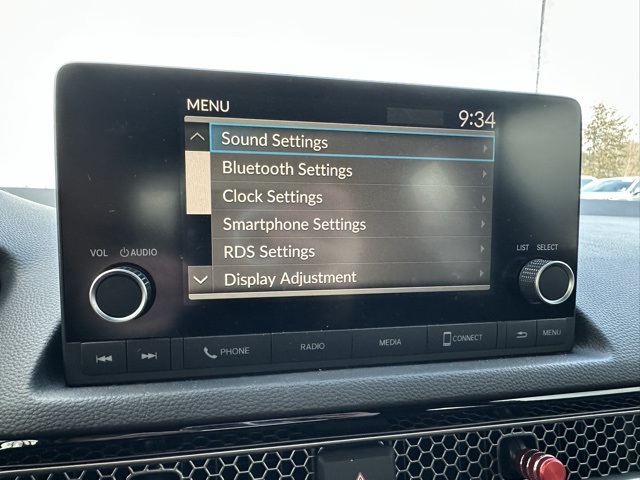 MENU
9:34
Sound Settings
Bluetooth Settings
Clock Settings
Smartphone Settings
RDS Settings
Display Adjustment
VOL AUDIO
LIST SELECT
PHONE RADIO MEDIA CONNECT MENU